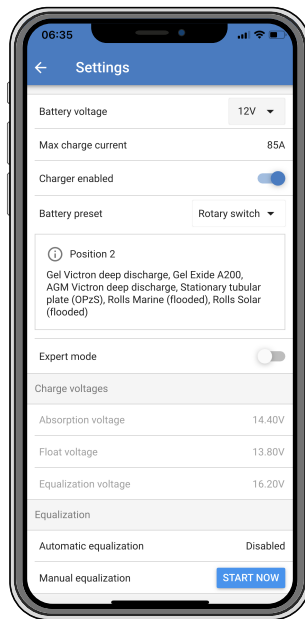 06:35
Settings
Battery voltage 12V
Max charge current 85A
Charger enabled
Battery preset Rotary switch
Position 2
Gel Victron deep discharge, Gel Exide A200,
AGM Victron deep discharge, Stationary tubular
plate (OPzS), Rolls Marine (flooded), Rolls Solar
(flooded)
Expert mode
Charge voltages
Absorption voltage 14.40V
Float voltage 13.80V
Equalization voltage 16.20V
Equalization
Automatic equalization Disabled
Manual equalization START NOW